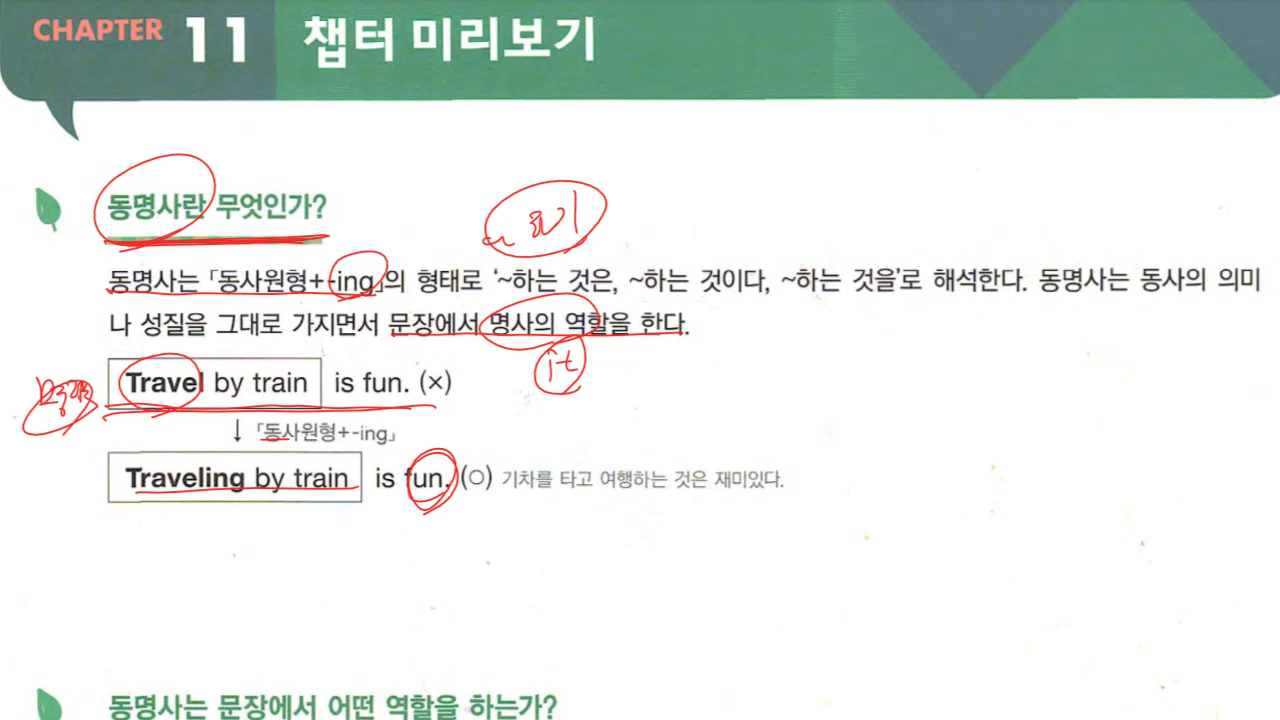 CHAPTER 11 챕터 미리보기
동명사란 무엇인가?
동명사는 「동사원형+-ing」의 형태로 '~하는 것은, ~하는 것이다, ~하는 것을'로 해석한다. 동명사는 동사의 의미
나 성질을 그대로 가지면서 문장에서 명사의 역할을 한다.
it
Travel by train is fun. (×)
↓ 「동사원형+-ing」
Traveling by train is fun. (○) 기차를 타고 여행하는 것은 재미있다.
동명사는 문장에서 어떤 역할을 하는가?